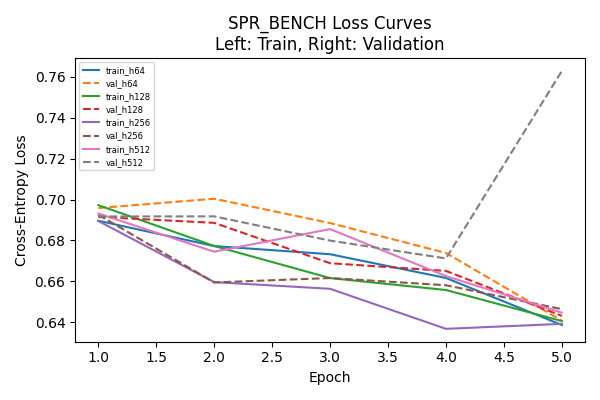 SPR_BENCH Loss Curves
Left: Train, Right: Validation
Cross-Entropy Loss
0.76
0.74
0.72
0.70
0.68
0.66
0.64
train_h64
val_h64
train_h128
val_h128
train_h256
val_h256
train_h512
val_h512
1.0 1.5 2.0 2.5 3.0 3.5 4.0 4.5 5.0
Epoch